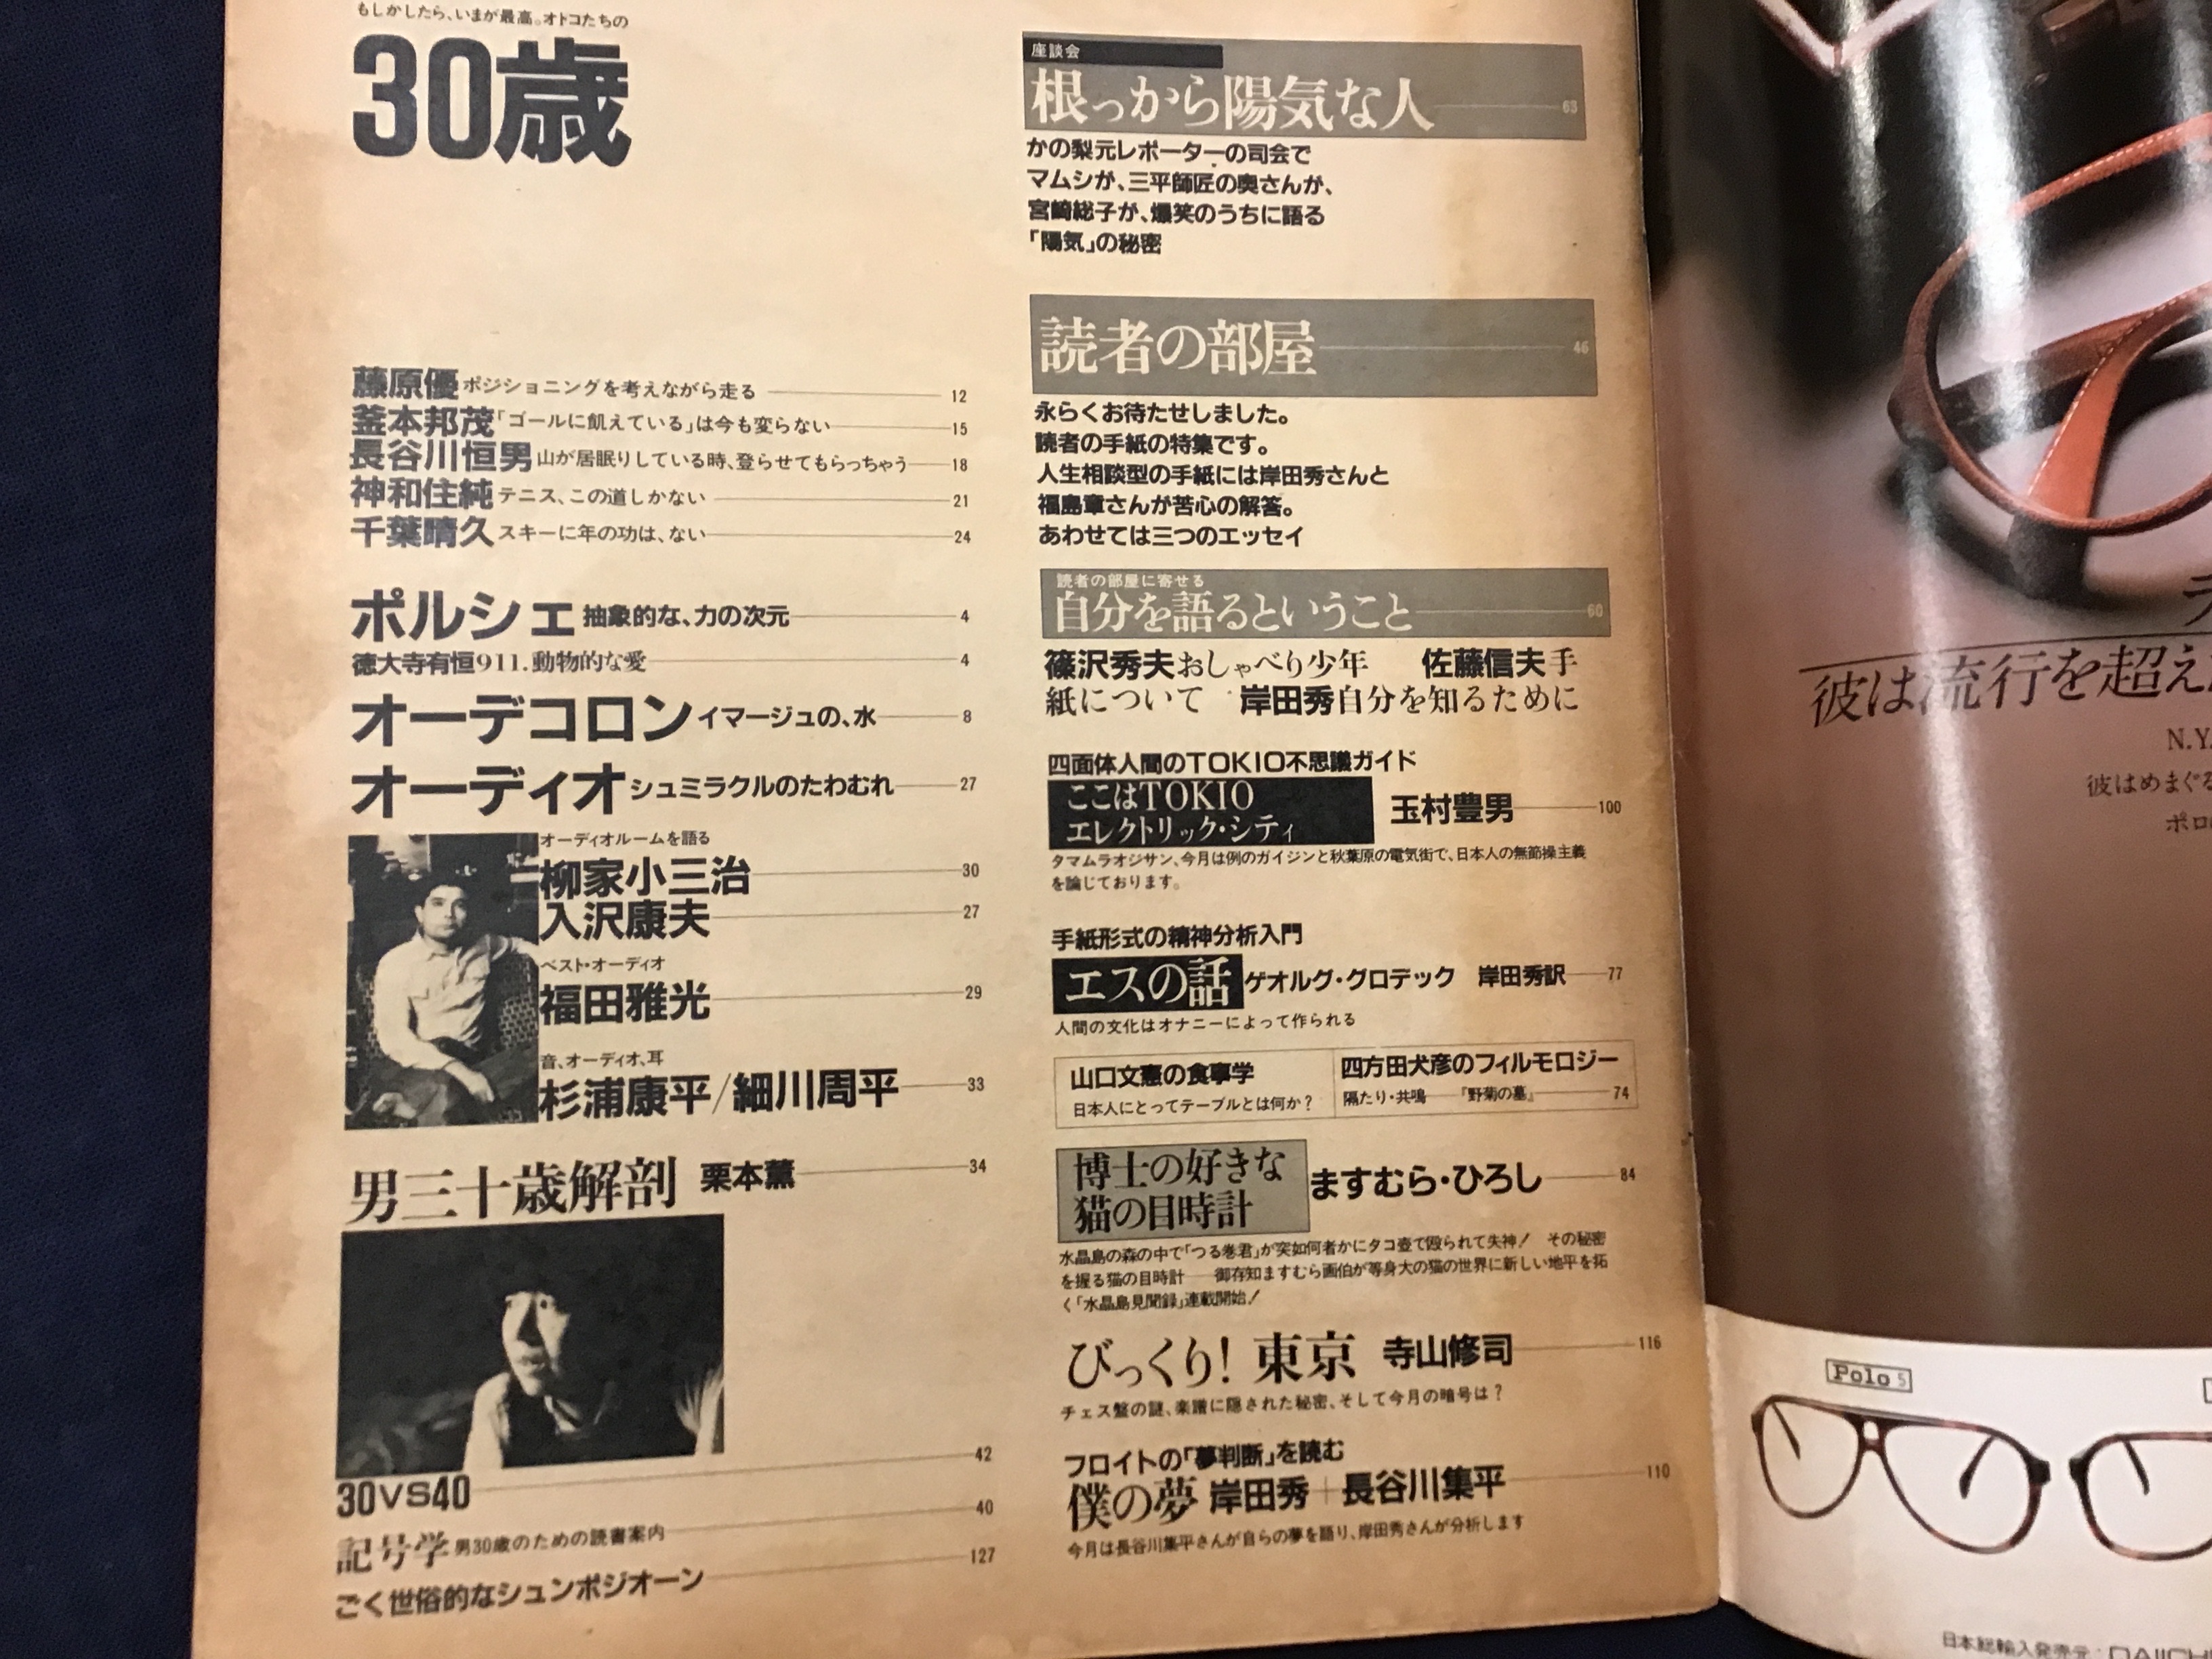 もしかしたら、いまが最高。オトコたちの
30歳
藤原優 ポジショニングを考えながら走る 12
釜本邦茂「ゴールに飢えている」は今も変らない 15
長谷川恒男 山が居眠りしている時、登らせてもらっちゃう 18
神和住純 テニス、この道しかない 21
千葉晴久 スキーに年の功は、ない 24
ポルシェ 抽象的な、力の次元 4
徳大寺有恒 911.動物的な愛 4
オーデコロン イマージュの、水 8
オーディオ シュミラクルのたわむれ 27
オーディオルームを語る
柳家小三治 30
入沢康夫 27
ベスト・オーディオ
福田雅光 29
音、オーディオ、耳
杉浦康平/細川周平 33
男三十歳解剖 栗本薫 34
30VS40 42
記号学 男30歳のための読書案内 40
ごく世俗的なシュンポジオーン 127
座談会
根っから陽気な人 63
かの梨元レポーターの司会で
マムシが、三平師匠の奥さんが、
宮崎総子が、爆笑のうちに語る
「陽気」の秘密
読者の部屋 46
永らくお待たせしました。
読者の手紙の特集です。
人生相談型の手紙には岸田秀さんと
福島章さんが苦心の解答。
あわせては三つのエッセイ
読者の部屋に寄せる
自分を語るということ 60
篠沢秀夫おしゃべり少年 佐藤信夫手
紙について 岸田秀自分を知るために
四面体人間のTOKIO不思議ガイド
ここはTOKIO
エレクトリック・シティ 玉村豊男 100
タマムラオジサン、今月は例のガイジンと秋葉原の電気街で、日本人の無節操主義
を論じております。
手紙形式の精神分析入門
エスの話 ゲオルグ・グロデック 岸田秀訳 77
人間の文化はオナニーによって作られる
山口文憲の食事学
日本人にとってテーブルとは何か?
四方田犬彦のフィルモロジー
隔たり・共鳴──『野菊の墓』 74
博士の好きな
猫の目時計 ますむら・ひろし 84
水晶島の森の中で「つる巻君」が突如何者かにタコ壺で殴られて失神! その秘密
を握る猫の目時計──御存知ますむら画伯が等身大の猫の世界に新しい地平を拓
く「水晶島見聞録」連載開始!
びっくり! 東京 寺山修司 116
チェス盤の謎、楽譜に隠された秘密、そして今月の暗号は?
フロイトの「夢判断」を読む
僕の夢 岸田秀+長谷川集平 110
今月は長谷川集平さんが自らの夢を語り、岸田秀さんが分析します
彼は流行を超え
N.Y.
彼はめまぐる
ポロ
Polo 5
日本総輸入発売元:DAIICH